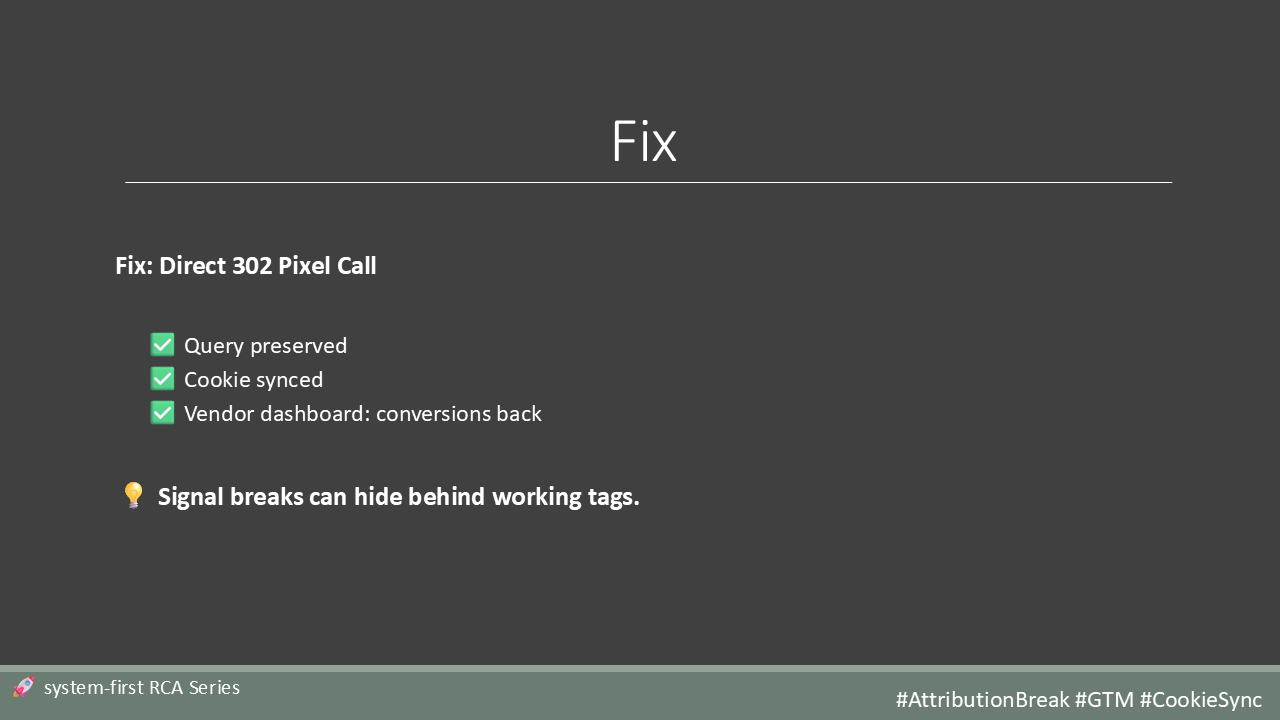 Fix
Fix: Direct 302 Pixel Call
✅ Query preserved
✅ Cookie synced
✅ Vendor dashboard: conversions back
💡 Signal breaks can hide behind working tags.
🚀 system-first RCA Series
#AttributionBreak #GTM #CookieSync